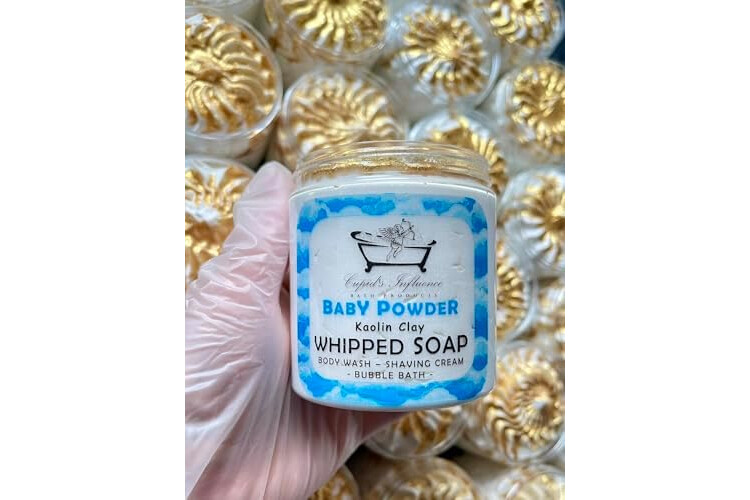 Cupid's Influence
BATH PRODUCTS
BABY POWDER
Kaolin Clay
WHIPPED SOAP
BODY WASH – SHAVING CREAM
- BUBBLE BATH -